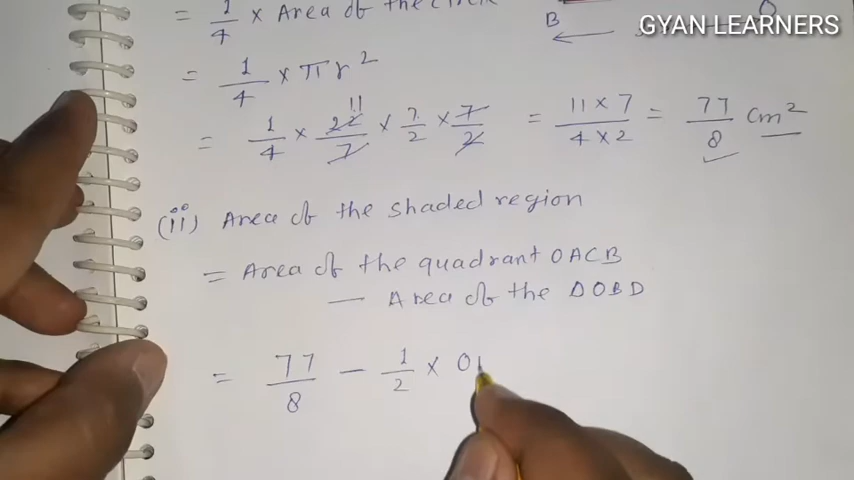 = 1/4 × Area of the circle
B
O
GYAN LEARNERS
= 1/4 × πr²
= 1/4 × 22/7 × 7/2 × 7/2 = 11×7/4×2 = 77/8 cm²
11
(ii) Area of the shaded region
= Area of the quadrant OACB
— Area of the ΔOBD
= 77/8 — 1/2 × O